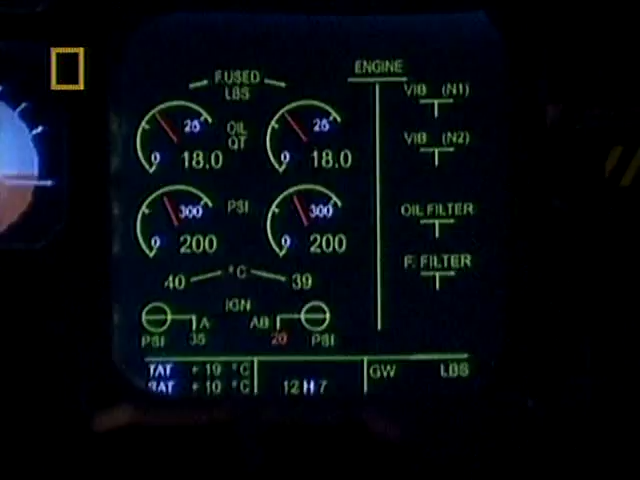 ENGINE
F.USED
LBS
VIB (N1)
25 OIL 25
QT
0 18.0 0 18.0
VIB (N2)
300 PSI 300
OIL FILTER
0 200 0 200
F. FILTER
40 °C 39
IGN
A AB
PSI 35 20 PSI
TAT + 19 °C GW LBS
SAT + 10 °C 12 H 7